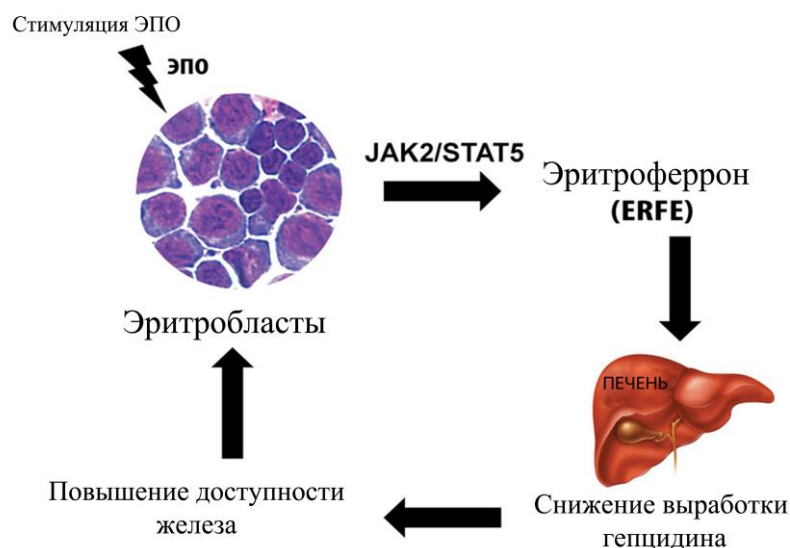 Стимуляция ЭПО
ЭПО
JAK2/STAT5
Эритроферрон
(ERFE)
Эритробласты
ПЕЧЕНЬ
Повышение доступности
железа
Снижение выработки
гепцидина